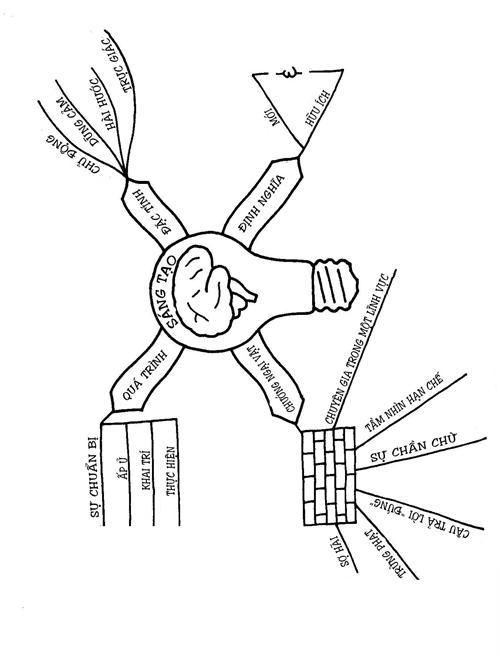 SÁNG TẠO
ĐỊNH NGHĨA
MỚI
HỮU ÍCH
ĐẶC TÍNH
TRỰC GIÁC
HÀI HƯỚC
DŨNG CẢM
CHỦ ĐỘNG
QUÁ TRÌNH
SỰ CHUẨN BỊ
ẤP Ủ
KHAI TRÍ
THỰC HIỆN
CHƯỚNG NGẠI VẬT
CHUYÊN GIA TRONG MỘT LĨNH VỰC
TẦM NHÌN HẠN CHẾ
SỰ CHẦN CHỪ
CÂU TRẢ LỜI "ĐÚNG"
TRỪNG PHẠT
SỢ HÃI